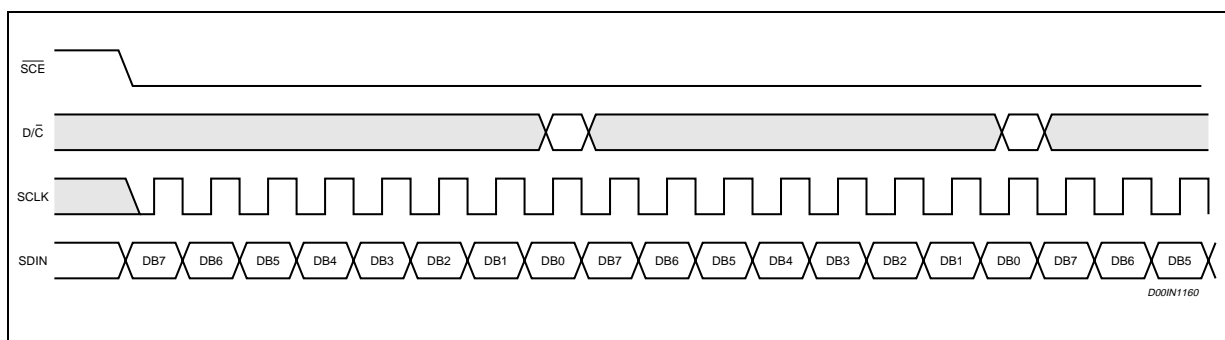 S̅C̅E̅
D/C̅
SCLK
SDIN DB7 DB6 DB5 DB4 DB3 DB2 DB1 DB0 DB7 DB6 DB5 DB4 DB3 DB2 DB1 DB0 DB7 DB6 DB5
D00IN1160